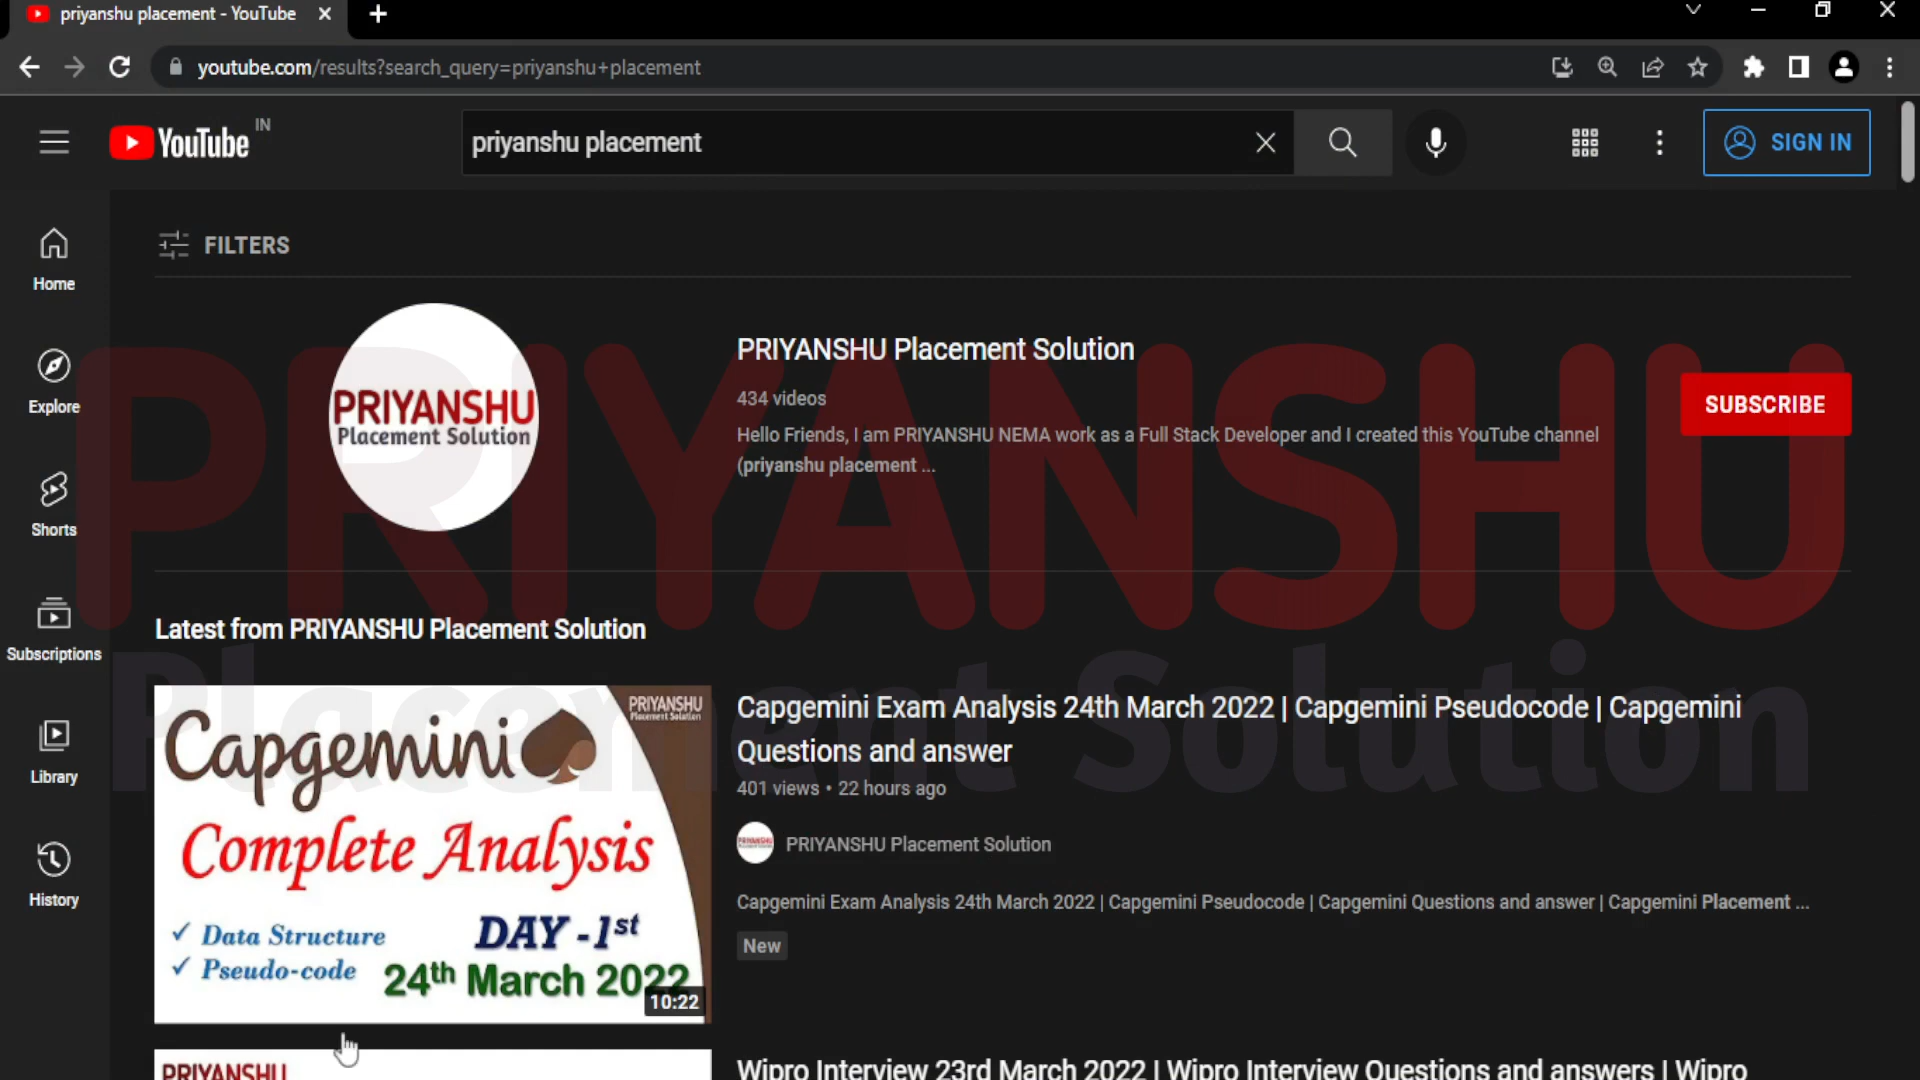 priyanshu placement - YouTube
youtube.com/results?search_query=priyanshu+placement
YouTube IN
priyanshu placement
SIGN IN
Home
Explore
Shorts
Subscriptions
Library
History
FILTERS
PRIYANSHU
Placement Solution
PRIYANSHU Placement Solution
434 videos
Hello Friends, I am PRIYANSHU NEMA work as a Full Stack Developer and I created this YouTube channel
(priyanshu placement ...
SUBSCRIBE
PRIYANSHU
Placement Solution
Latest from PRIYANSHU Placement Solution
PRIYANSHU
Placement Solution
Capgemini
Complete Analysis
✓ Data Structure
✓ Pseudo-code
DAY -1st
24th March 2022
10:22
Capgemini Exam Analysis 24th March 2022 | Capgemini Pseudocode | Capgemini
Questions and answer
401 views • 22 hours ago
PRIYANSHU Placement Solution
Capgemini Exam Analysis 24th March 2022 | Capgemini Pseudocode | Capgemini Questions and answer | Capgemini Placement ...
New
PRIYANSHU
Wipro Interview 23rd March 2022 | Wipro Interview Questions and answers | Wipro